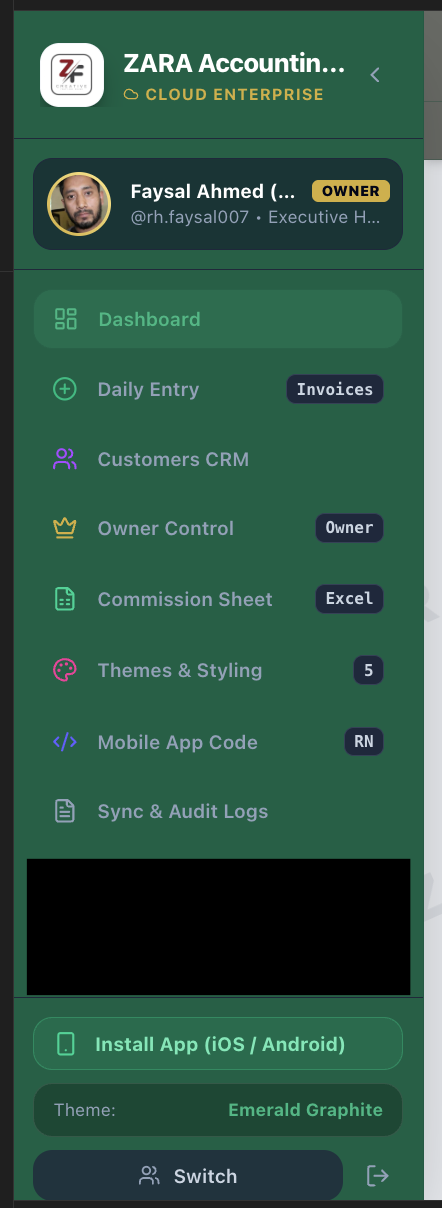 ZF
ZARA Accountin...
CLOUD ENTERPRISE
Faysal Ahmed (... OWNER
@rh.faysal007 • Executive H...
Dashboard
Daily Entry Invoices
Customers CRM
Owner Control Owner
Commission Sheet Excel
Themes & Styling 5
Mobile App Code RN
Sync & Audit Logs
Install App (iOS / Android)
Theme: Emerald Graphite
Switch